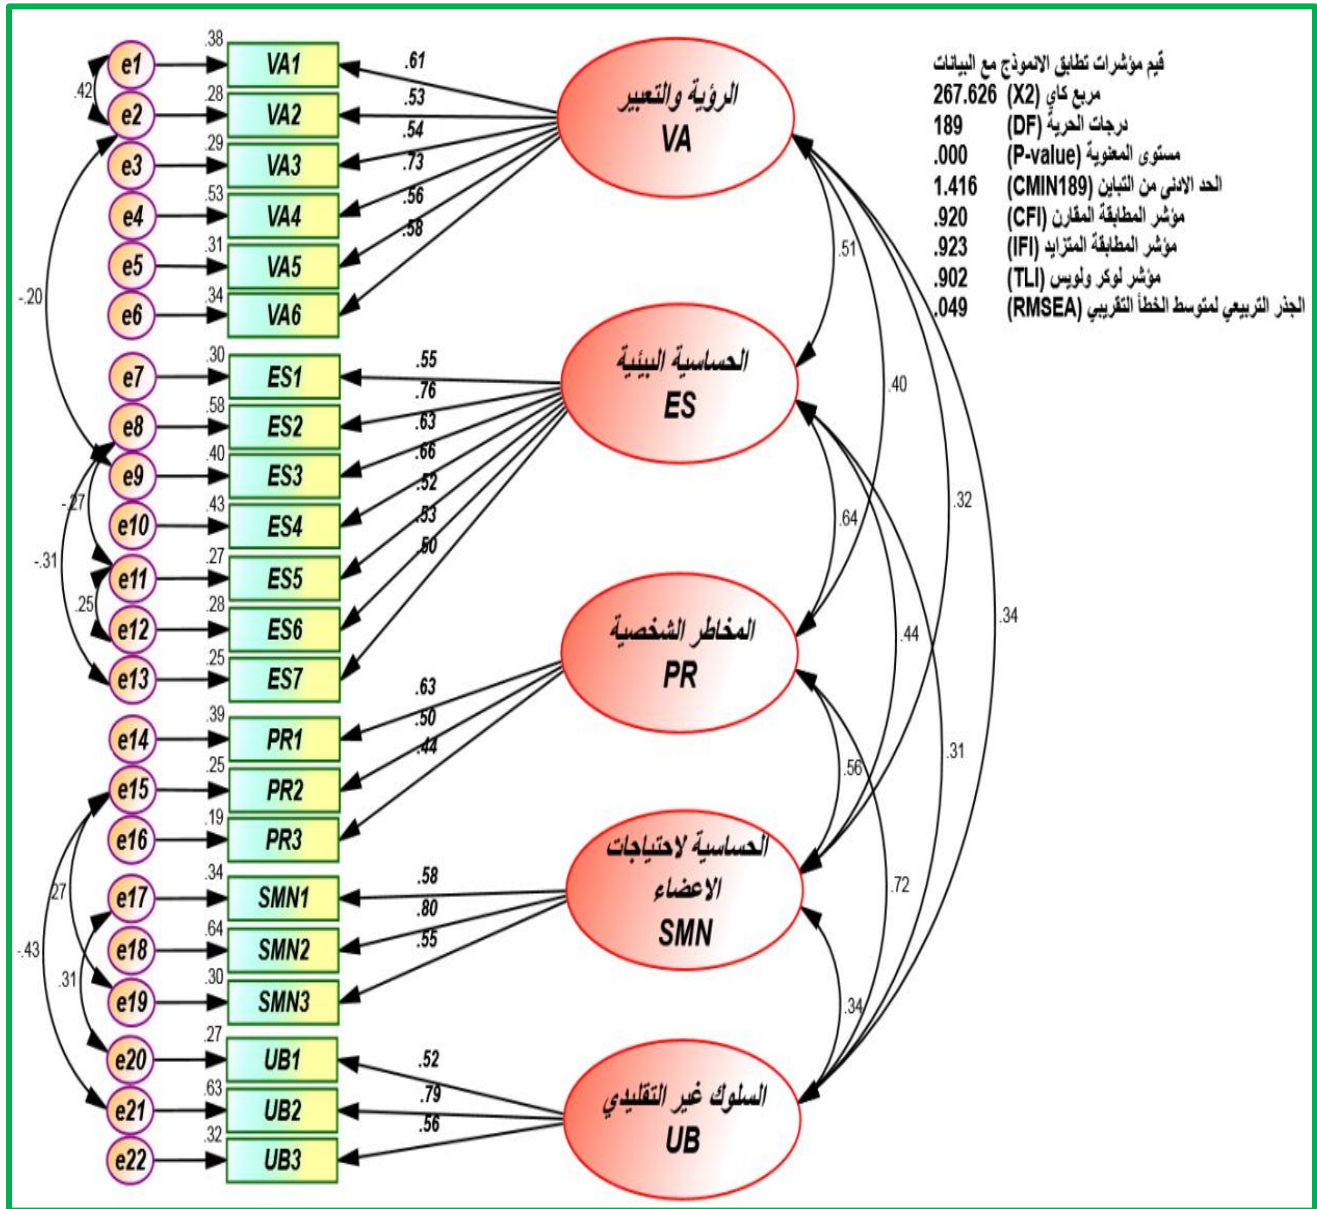 قيم مؤشرات تطابق الانموذج مع البيانات
مربع كاي (X2) 267.626
درجات الحرية (DF) 189
مستوى المعنوية (P-value) .000
الحد الادنى من التباين (CMIN189) 1.416
مؤشر المطابقة المقارن (CFI) .920
مؤشر المطابقة المتزايد (IFI) .923
مؤشر لوكر ولويس (TLI) .902
الجذر التربيعي لمتوسط الخطأ التقريبي (RMSEA) .049
الرؤية والتعبير
VA
الحساسية البيئية
ES
المخاطر الشخصية
PR
الحساسية لاحتياجات
الاعضاء
SMN
السلوك غير التقليدي
UB
e1 .38 VA1 .61
e2 .28 VA2 .53
e3 .29 VA3 .54
e4 .53 VA4 .73
e5 .31 VA5 .56
e6 .34 VA6 .58
e7 .30 ES1 .55
e8 .58 ES2 .76
e9 .40 ES3 .63
e10 .43 ES4 .66
e11 .27 ES5 .52
e12 .28 ES6 .53
e13 .25 ES7 .50
e14 .39 PR1 .63
e15 .25 PR2 .50
e16 .19 PR3 .44
e17 .34 SMN1 .58
e18 .64 SMN2 .80
e19 .30 SMN3 .55
e20 .27 UB1 .52
e21 .63 UB2 .79
e22 .32 UB3 .56
.42
-.20
-.27
-.31
.25
.27
-.43
.31
.51
.40
.32
.34
.64
.44
.31
.56
.72
.34